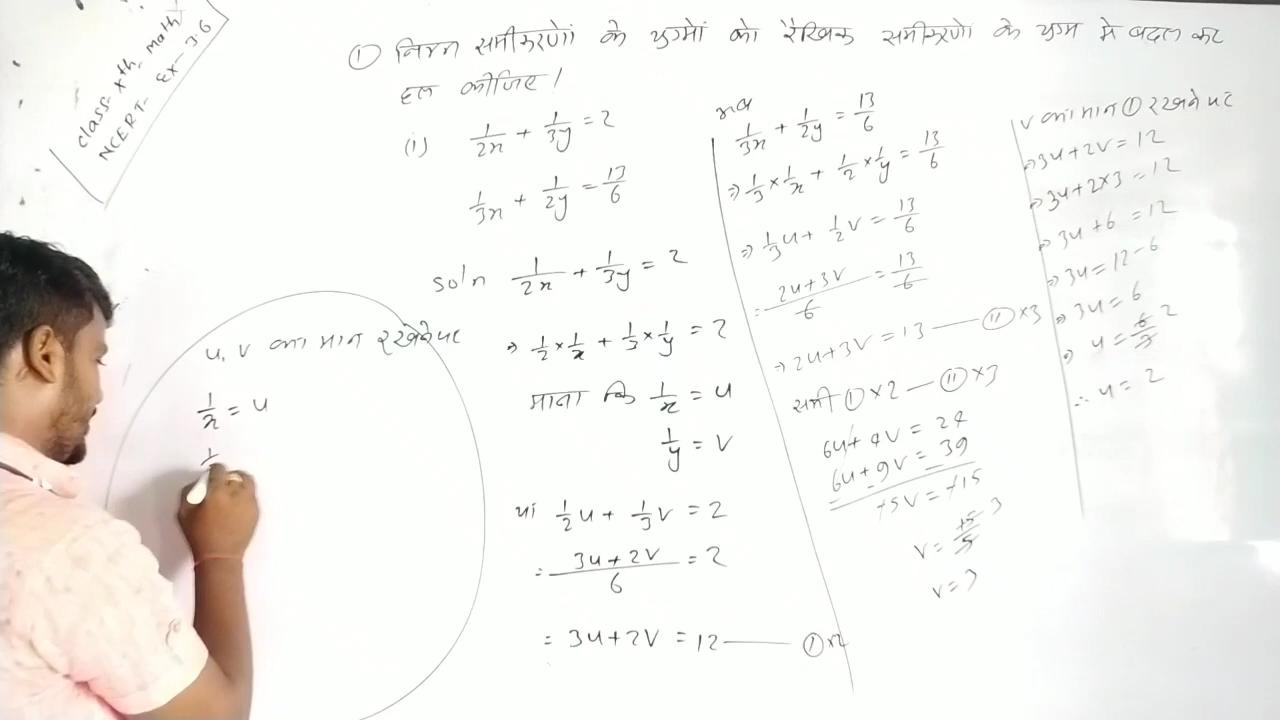 class- Xth, math
NCERT- Ex-3.6
① निम्न समीकरणों के युग्मों को रैखिक समीकरणों के युग्म में बदल कर
हल कीजिए।
(i) 1/2x + 1/3y = 2
1/3x + 1/2y = 13/6
soln 1/2x + 1/3y = 2
⇒ 1/2 × 1/x + 1/3 × 1/y = 2
माना कि 1/x = u
1/y = v
या 1/2 u + 1/3 v = 2
= 3u + 2v/6 = 2
= 3u + 2v = 12 —— ① ×2
1/3x + 1/2y = 13/6
⇒ 1/3 × 1/x + 1/2 × 1/y = 13/6
⇒ 1/3 u + 1/2 v = 13/6
= 2u + 3v/6 = 13/6
⇒ 2u + 3v = 13 —— ⑪ ×3
समी ① ×2 — ⑪ ×3
6u + 4v = 24
6u + 9v = 39
+5v = +15
v = 15/5 3
v = 3
v का मान ① रखने पर
⇒ 3u + 2v = 12
⇒ 3u + 2×3 = 12
⇒ 3u + 6 = 12
⇒ 3u = 12 - 6
⇒ 3u = 6
⇒ u = 6/3 2
∴ u = 2
u, v का मान रखने पर
1/x = u
1